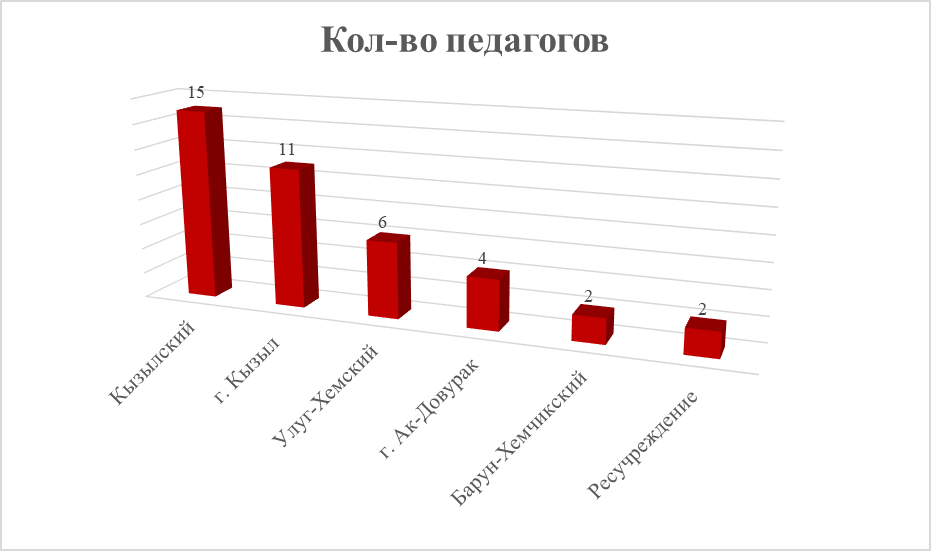 Кол-во педагогов
15
11
6
4
2
2
Кызылский
г. Кызыл
Улуг-Хемский
г. Ак-Довурак
Барун-Хемчикский
Ресучреждение